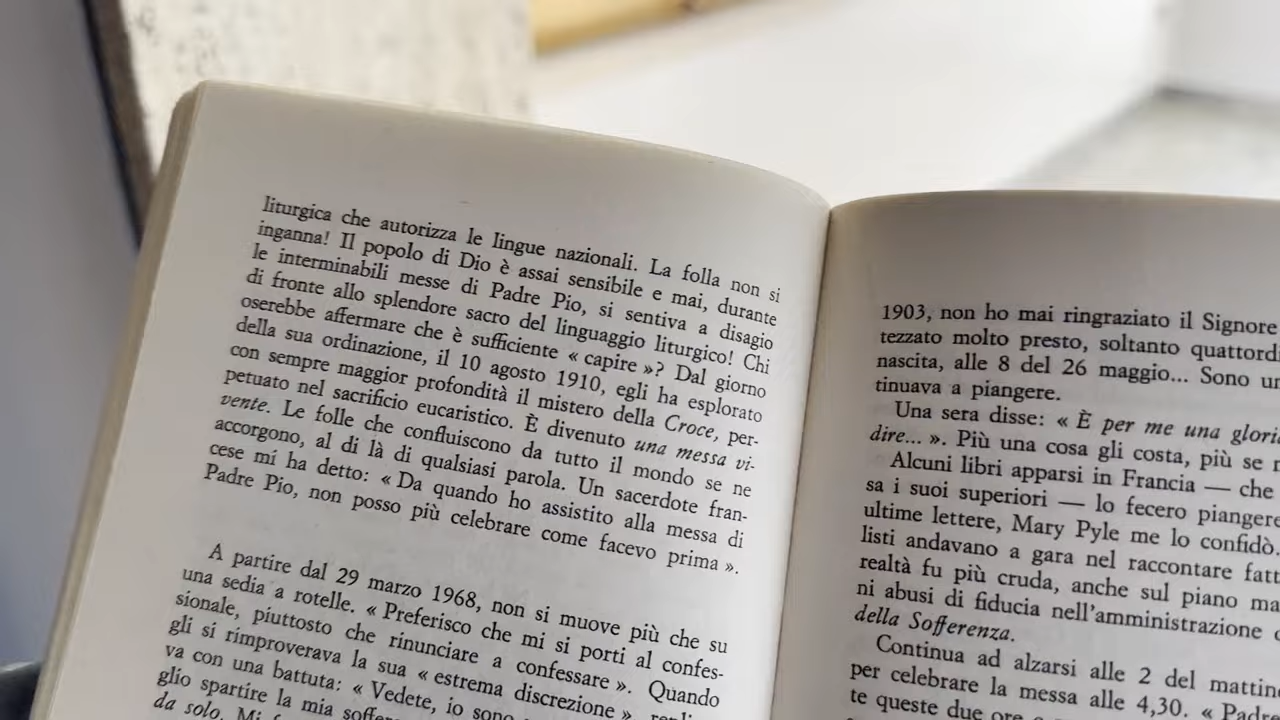 liturgica che autorizza le lingue nazionali. La folla non si
inganna! Il popolo di Dio è assai sensibile e mai, durante
le interminabili messe di Padre Pio, si sentiva a disagio
di fronte allo splendore sacro del linguaggio liturgico! Chi
oserebbe affermare che è sufficiente « capire »? Dal giorno
della sua ordinazione, il 10 agosto 1910, egli ha esplorato
con sempre maggior profondità il mistero della Croce, per-
petuato nel sacrificio eucaristico. È divenuto una messa vi-
vente. Le folle che confluiscono da tutto il mondo se ne
accorgono, al di là di qualsiasi parola. Un sacerdote fran-
cese mi ha detto: « Da quando ho assistito alla messa di
Padre Pio, non posso più celebrare come facevo prima ».
A partire dal 29 marzo 1968, non si muove più che su
una sedia a rotelle. « Preferisco che mi si porti al confes-
sionale, piuttosto che rinunciare a confessare ». Quando
gli si rimproverava la sua « estrema discrezione »,
va con una battuta: « Vedete, io sono
glio spartire la mia
da solo.
1903, non ho mai ringraziato il Signore
tezzato molto presto, soltanto quattordi
nascita, alle 8 del 26 maggio... Sono un
tinuava a piangere.
Una sera disse: « È per me una gloria
dire... ». Più una cosa gli costa, più se
Alcuni libri apparsi in Francia — che
sa i suoi superiori — lo fecero piangere
ultime lettere, Mary Pyle me lo confidò.
listi andavano a gara nel raccontare fatt
realtà fu più cruda, anche sul piano ma
ni abusi di fiducia nell'amministrazione
della Sofferenza.
Continua ad alzarsi alle 2 del mattin
per celebrare la messa alle 4,30. « Padr
te queste due ore